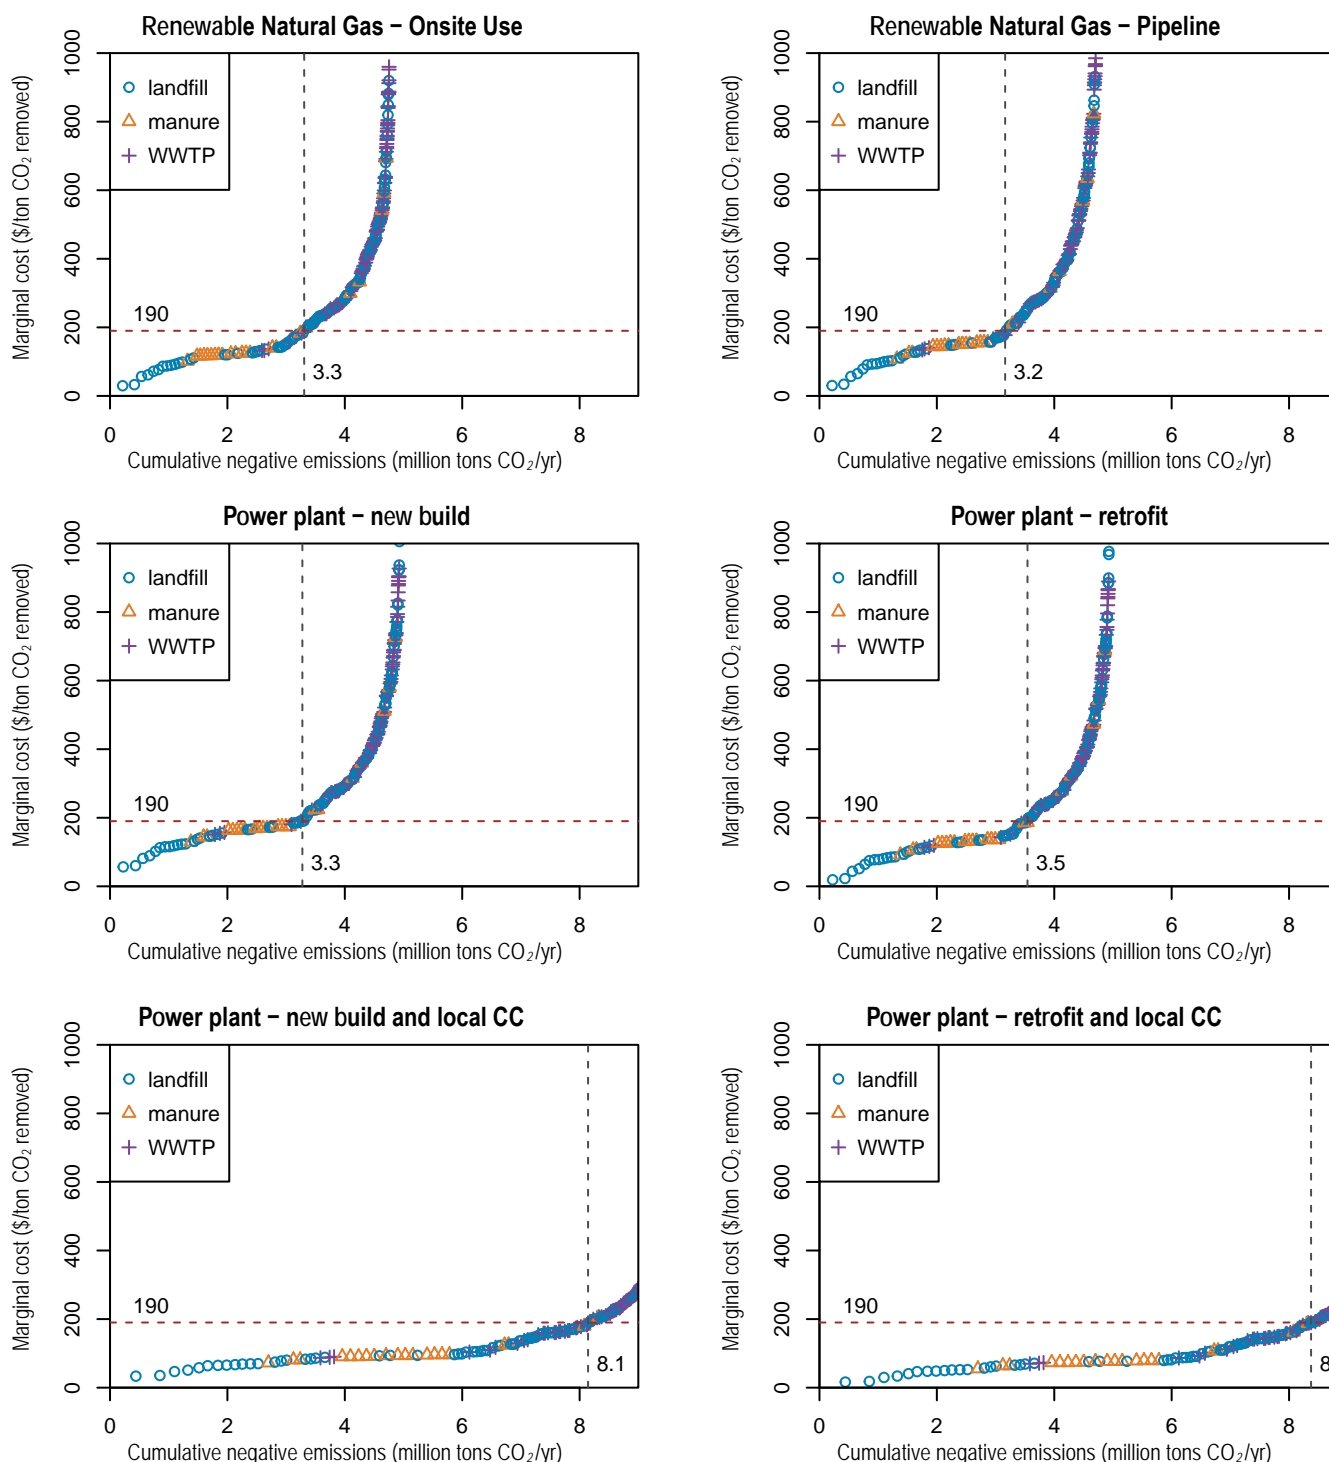 Renewable Natural Gas − Onsite Use
Marginal cost ($/ton CO₂ removed)
1000
800
600
400
200
0
landfill
manure
WWTP
190
3.3
0 2 4 6 8
Cumulative negative emissions (million tons CO₂/yr)
Renewable Natural Gas − Pipeline
Marginal cost ($/ton CO₂ removed)
1000
800
600
400
200
0
landfill
manure
WWTP
190
3.2
0 2 4 6 8
Cumulative negative emissions (million tons CO₂/yr)
Power plant − new build
Marginal cost ($/ton CO₂ removed)
1000
800
600
400
200
0
landfill
manure
WWTP
190
3.3
0 2 4 6 8
Cumulative negative emissions (million tons CO₂/yr)
Power plant − retrofit
Marginal cost ($/ton CO₂ removed)
1000
800
600
400
200
0
landfill
manure
WWTP
190
3.5
0 2 4 6 8
Cumulative negative emissions (million tons CO₂/yr)
Power plant − new build and local CC
Marginal cost ($/ton CO₂ removed)
1000
800
600
400
200
0
landfill
manure
WWTP
190
8.1
0 2 4 6 8
Cumulative negative emissions (million tons CO₂/yr)
Power plant − retrofit and local CC
Marginal cost ($/ton CO₂ removed)
1000
800
600
400
200
0
landfill
manure
WWTP
190
8
0 2 4 6 8
Cumulative negative emissions (million tons CO₂/yr)